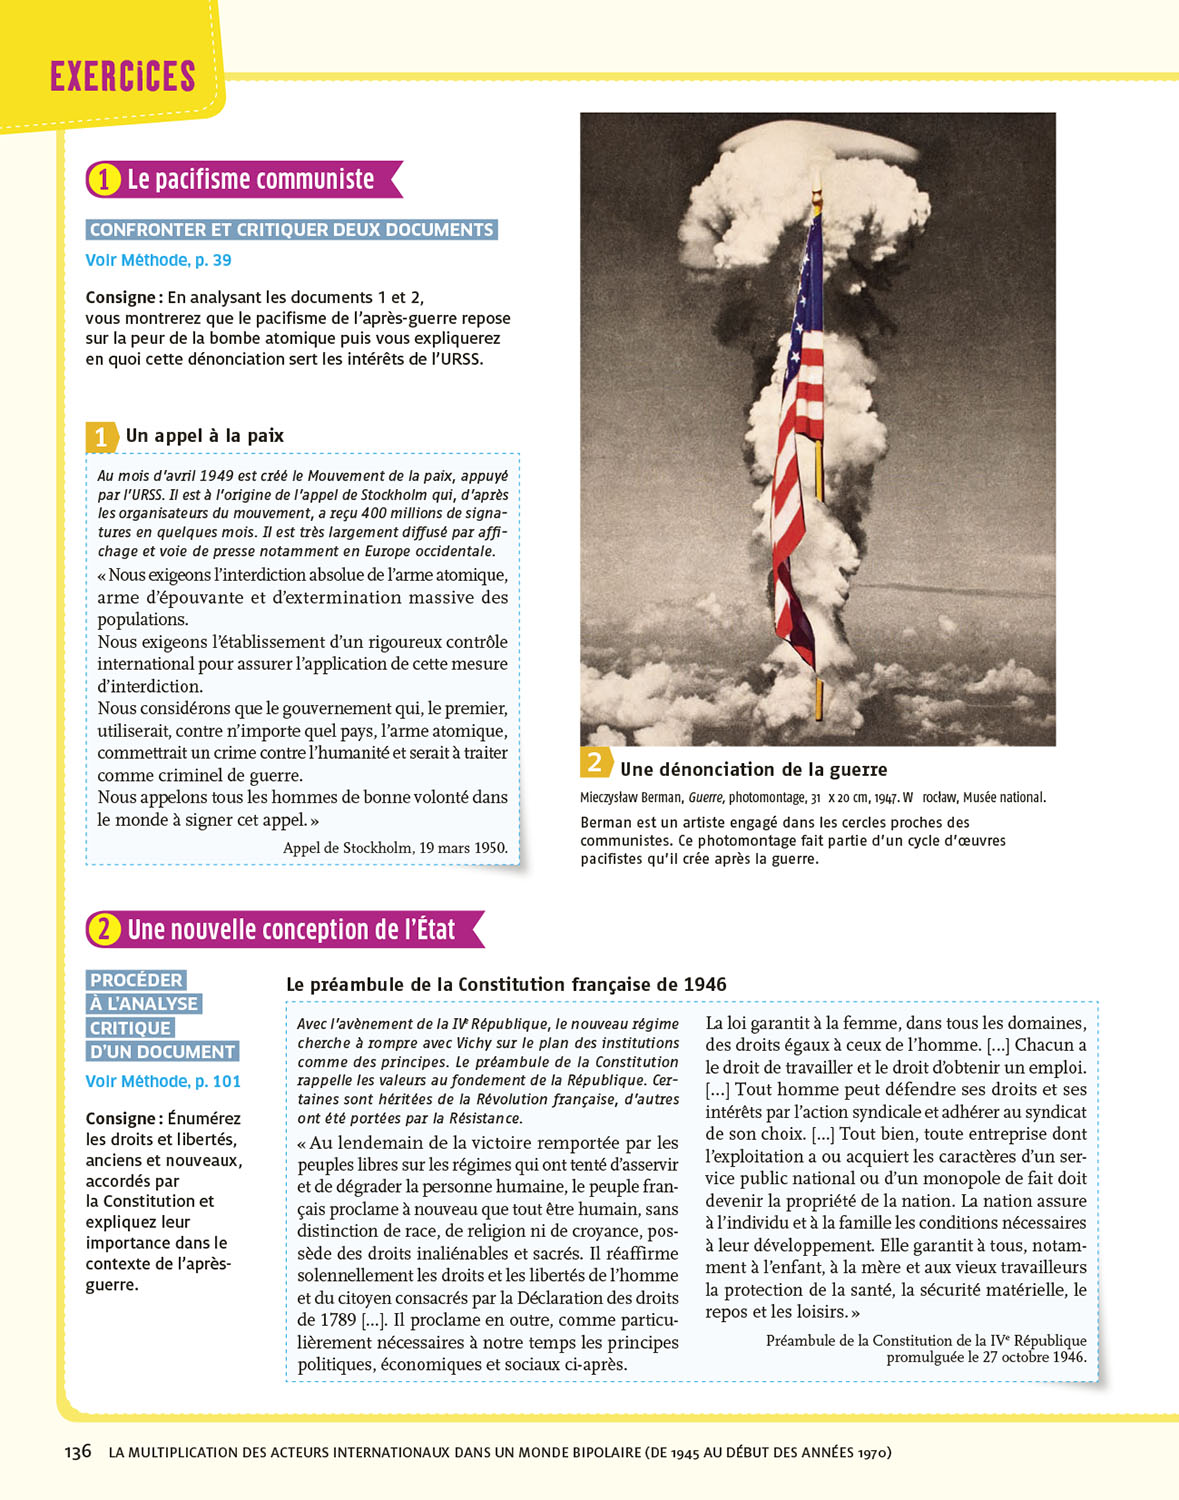 EXERCiCES
1 Le pacifisme communiste
CONFRONTER ET CRITIQUER DEUX DOCUMENTS
Voir Méthode, p. 39
Consigne : En analysant les documents 1 et 2,
vous montrerez que le pacifisme de l'après-guerre repose
sur la peur de la bombe atomique puis vous expliquerez
en quoi cette dénonciation sert les intérêts de l'URSS.
1 Un appel à la paix
Au mois d'avril 1949 est créé le Mouvement de la paix, appuyé
par l'URSS. Il est à l'origine de l'appel de Stockholm qui, d'après
les organisateurs du mouvement, a reçu 400 millions de signa-
tures en quelques mois. Il est très largement diffusé par affi-
chage et voie de presse notamment en Europe occidentale.
« Nous exigeons l'interdiction absolue de l'arme atomique,
arme d'épouvante et d'extermination massive des
populations.
Nous exigeons l'établissement d'un rigoureux contrôle
international pour assurer l'application de cette mesure
d'interdiction.
Nous considérons que le gouvernement qui, le premier,
utiliserait, contre n'importe quel pays, l'arme atomique,
commettrait un crime contre l'humanité et serait à traiter
comme criminel de guerre.
Nous appelons tous les hommes de bonne volonté dans
le monde à signer cet appel. »
Appel de Stockholm, 19 mars 1950.
2 Une dénonciation de la guerre
Mieczysław Berman, Guerre, photomontage, 31 x 20 cm, 1947. W rocław, Musée national.
Berman est un artiste engagé dans les cercles proches des
communistes. Ce photomontage fait partie d'un cycle d'œuvres
pacifistes qu'il crée après la guerre.
2 Une nouvelle conception de l'État
PROCÉDER
À L'ANALYSE
CRITIQUE
D'UN DOCUMENT
Voir Méthode, p. 101
Consigne : Énumérez
les droits et libertés,
anciens et nouveaux,
accordés par
la Constitution et
expliquez leur
importance dans le
contexte de l'après-
guerre.
Le préambule de la Constitution française de 1946
Avec l'avènement de la IVe République, le nouveau régime
cherche à rompre avec Vichy sur le plan des institutions
comme des principes. Le préambule de la Constitution
rappelle les valeurs au fondement de la République. Cer-
taines sont héritées de la Révolution française, d'autres
ont été portées par la Résistance.
« Au lendemain de la victoire remportée par les
peuples libres sur les régimes qui ont tenté d'asservir
et de dégrader la personne humaine, le peuple fran-
çais proclame à nouveau que tout être humain, sans
distinction de race, de religion ni de croyance, pos-
sède des droits inaliénables et sacrés. Il réaffirme
solennellement les droits et les libertés de l'homme
et du citoyen consacrés par la Déclaration des droits
de 1789 [...]. Il proclame en outre, comme particu-
lièrement nécessaires à notre temps les principes
politiques, économiques et sociaux ci-après.
La loi garantit à la femme, dans tous les domaines,
des droits égaux à ceux de l'homme. [...] Chacun a
le droit de travailler et le droit d'obtenir un emploi.
[...] Tout homme peut défendre ses droits et ses
intérêts par l'action syndicale et adhérer au syndicat
de son choix. [...] Tout bien, toute entreprise dont
l'exploitation a ou acquiert les caractères d'un ser-
vice public national ou d'un monopole de fait doit
devenir la propriété de la nation. La nation assure
à l'individu et à la famille les conditions nécessaires
à leur développement. Elle garantit à tous, notam-
ment à l'enfant, à la mère et aux vieux travailleurs
la protection de la santé, la sécurité matérielle, le
repos et les loisirs. »
Préambule de la Constitution de la IVe République
promulguée le 27 octobre 1946.
136 LA MULTIPLICATION DES ACTEURS INTERNATIONAUX DANS UN MONDE BIPOLAIRE (DE 1945 AU DÉBUT DES ANNÉES 1970)